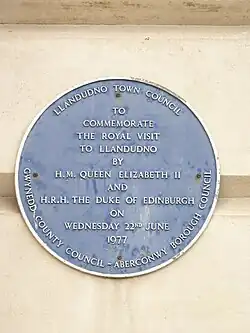 LLANDUDNO TOWN COUNCIL
TO
COMMEMORATE
THE ROYAL VISIT
TO LLANDUDNO
BY
H.M. QUEEN ELIZABETH II
AND
H.R.H. THE DUKE OF EDINBURGH
ON
WEDNESDAY 22ND JUNE
1977
GWYNEDD COUNTY COUNCIL - ABERCONWY BOROUGH COUNCIL